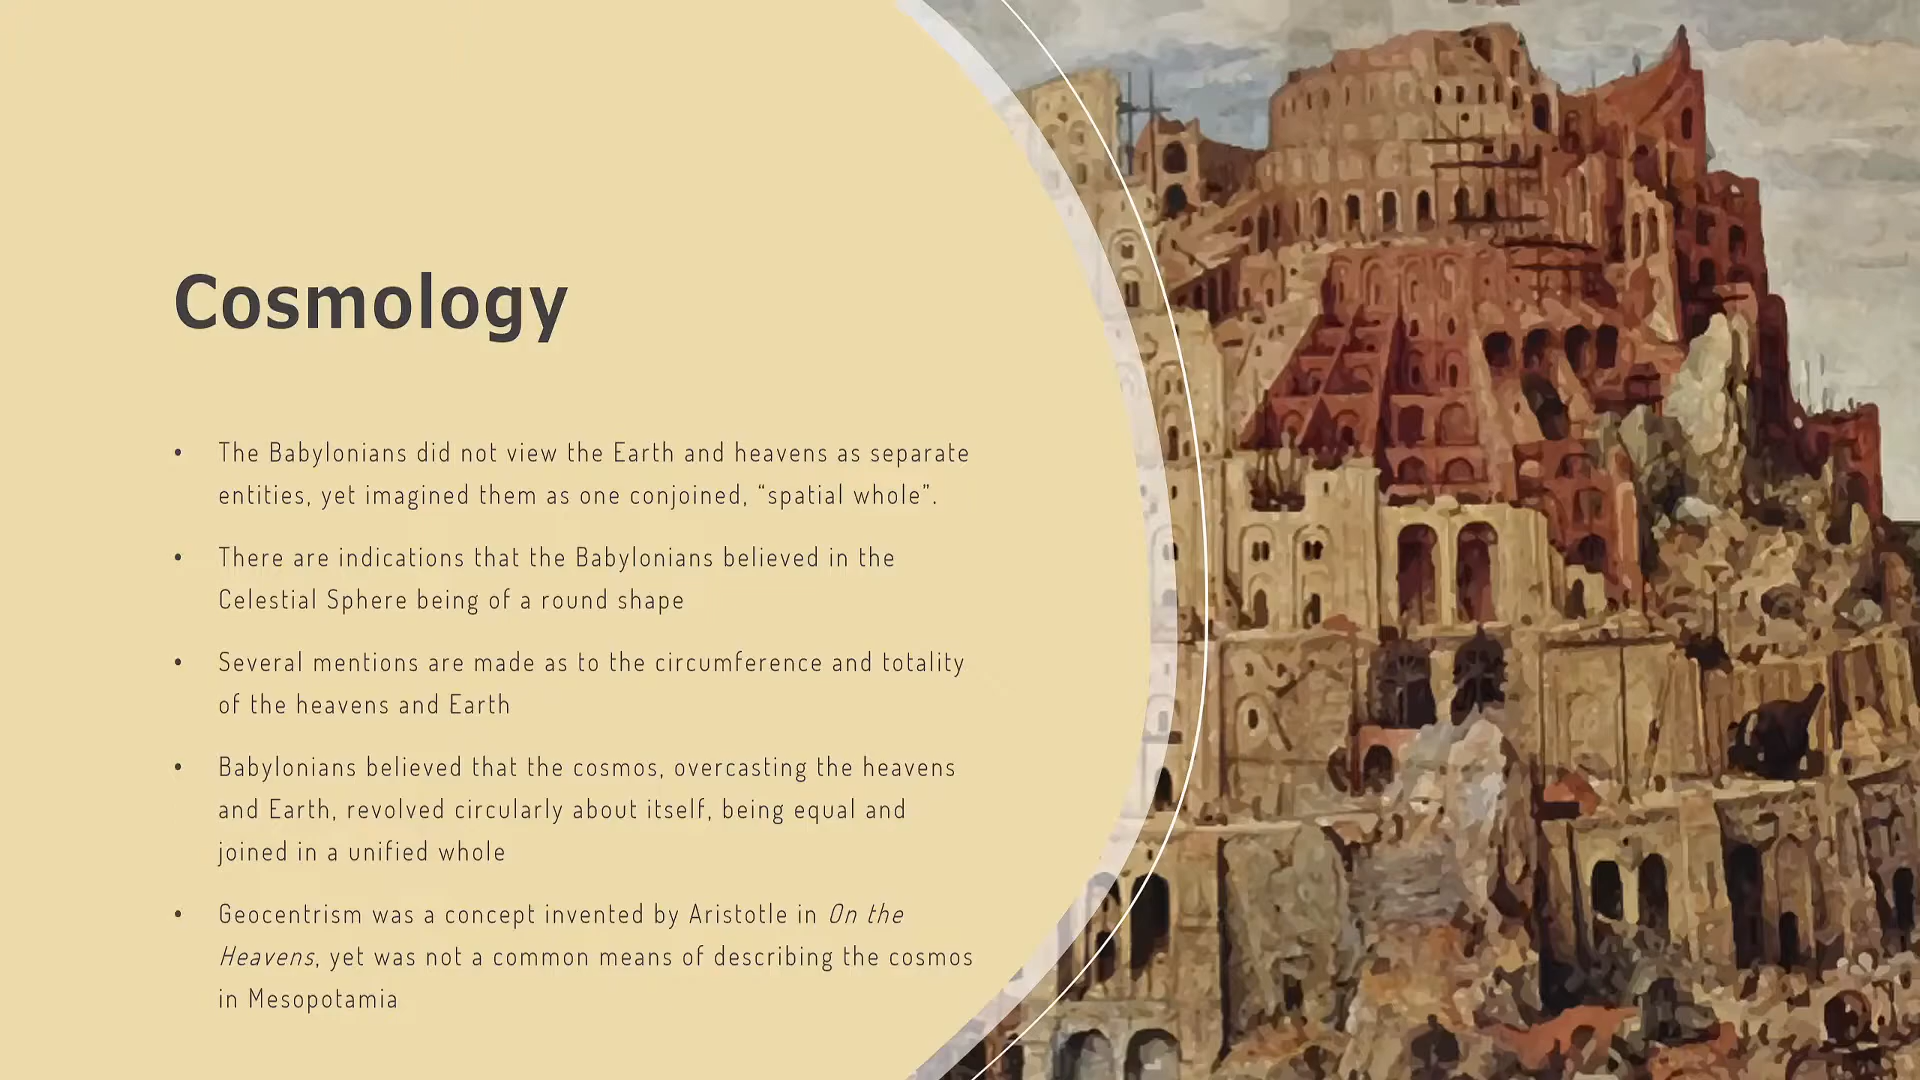 Cosmology
• The Babylonians did not view the Earth and heavens as separate
entities, yet imagined them as one conjoined, “spatial whole”.
• There are indications that the Babylonians believed in the
Celestial Sphere being of a round shape
• Several mentions are made as to the circumference and totality
of the heavens and Earth
• Babylonians believed that the cosmos, overcasting the heavens
and Earth, revolved circularly about itself, being equal and
joined in a unified whole
• Geocentrism was a concept invented by Aristotle in On the
Heavens, yet was not a common means of describing the cosmos
in Mesopotamia